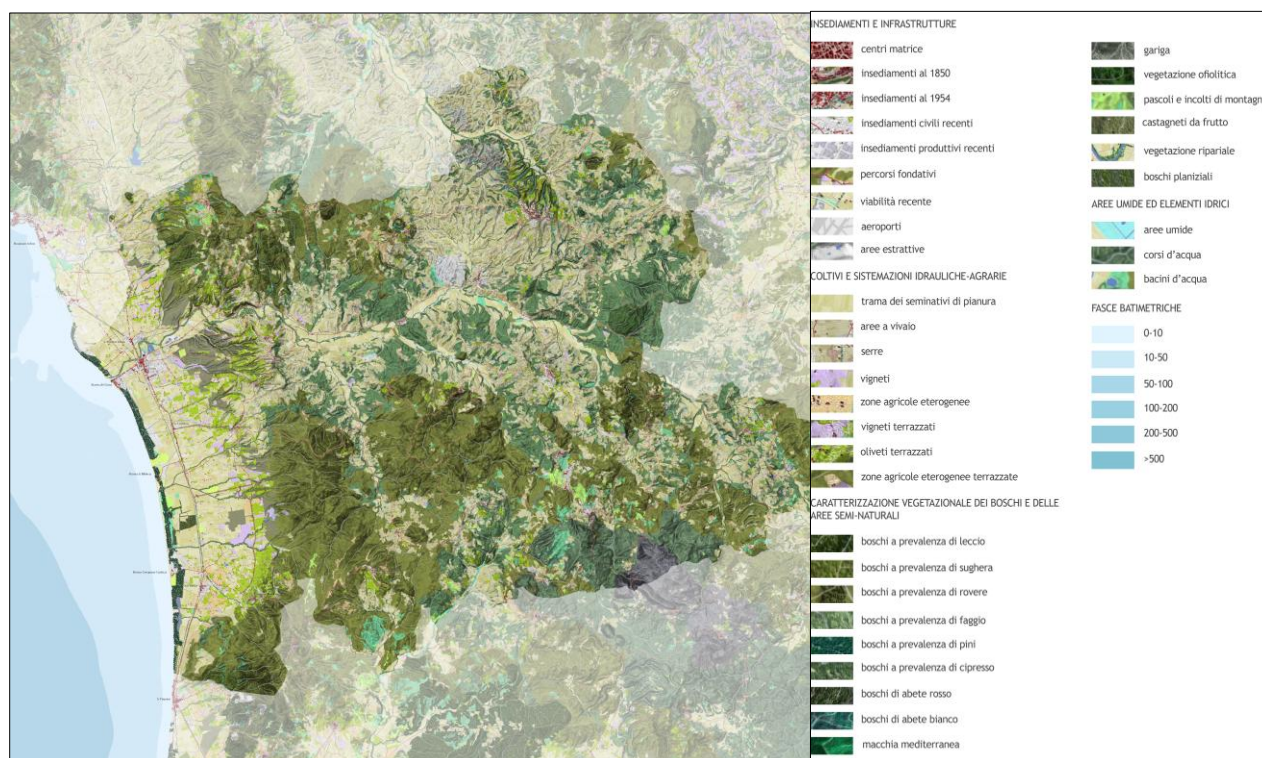 INSEDIAMENTI E INFRASTRUTTURE
centri matrice
insediamenti al 1850
insediamenti al 1954
insediamenti civili recenti
insediamenti produttivi recenti
percorsi fondativi
viabilità recente
aeroporti
aree estrattive
COLTIVI E SISTEMAZIONI IDRAULICHE-AGRARIE
trama dei seminativi di pianura
aree a vivaio
serre
vigneti
zone agricole eterogenee
vigneti terrazzati
oliveti terrazzati
zone agricole eterogenee terrazzate
CARATTERIZZAZIONE VEGETAZIONALE DEI BOSCHI E DELLE
AREE SEMI-NATURALI
boschi a prevalenza di leccio
boschi a prevalenza di sughera
boschi a prevalenza di rovere
boschi a prevalenza di faggio
boschi a prevalenza di pini
boschi a prevalenza di cipresso
boschi di abete rosso
boschi di abete bianco
macchia mediterranea
gariga
vegetazione ofiolitica
pascoli e incolti di montagn
castagneti da frutto
vegetazione ripariale
boschi planiziali
AREE UMIDE ED ELEMENTI IDRICI
aree umide
corsi d'acqua
bacini d'acqua
FASCE BATIMETRICHE
0-10
10-50
50-100
100-200
200-500
>500